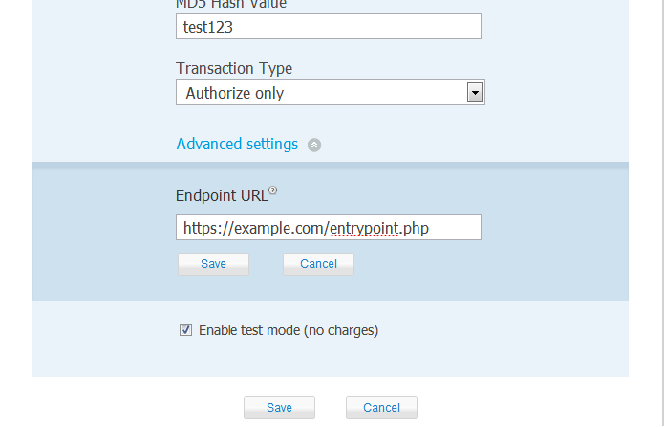 MD5 Hash Value
test123
Transaction Type
Authorize only
Advanced settings
Endpoint URL?
https://example.com/entrypoint.php
Save Cancel
Enable test mode (no charges)
Save Cancel